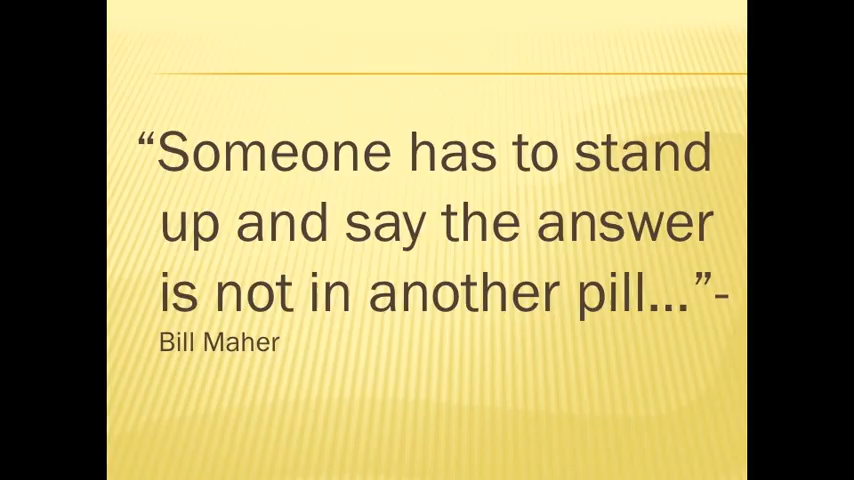 “Someone has to stand
up and say the answer
is not in another pill…”-
Bill Maher